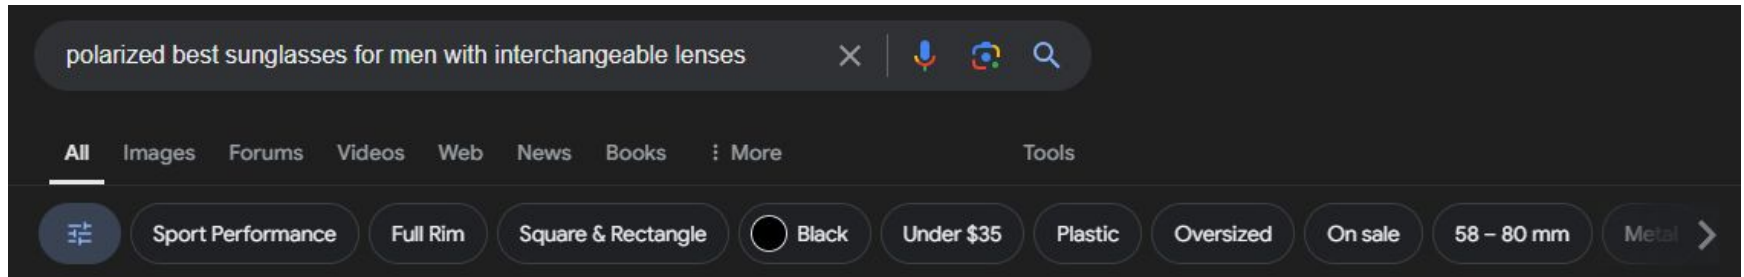 polarized best sunglasses for men with interchangeable lenses
All Images Forums Videos Web News Books More Tools
Sport Performance Full Rim Square & Rectangle Black Under $35 Plastic Oversized On sale 58 – 80 mm Metal